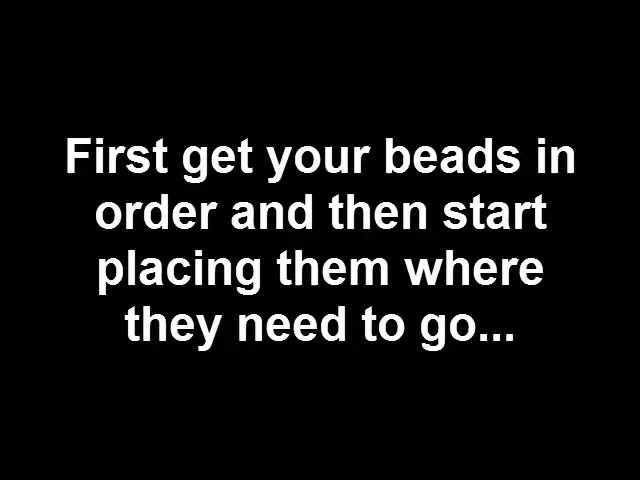 First get your beads in
order and then start
placing them where
they need to go...